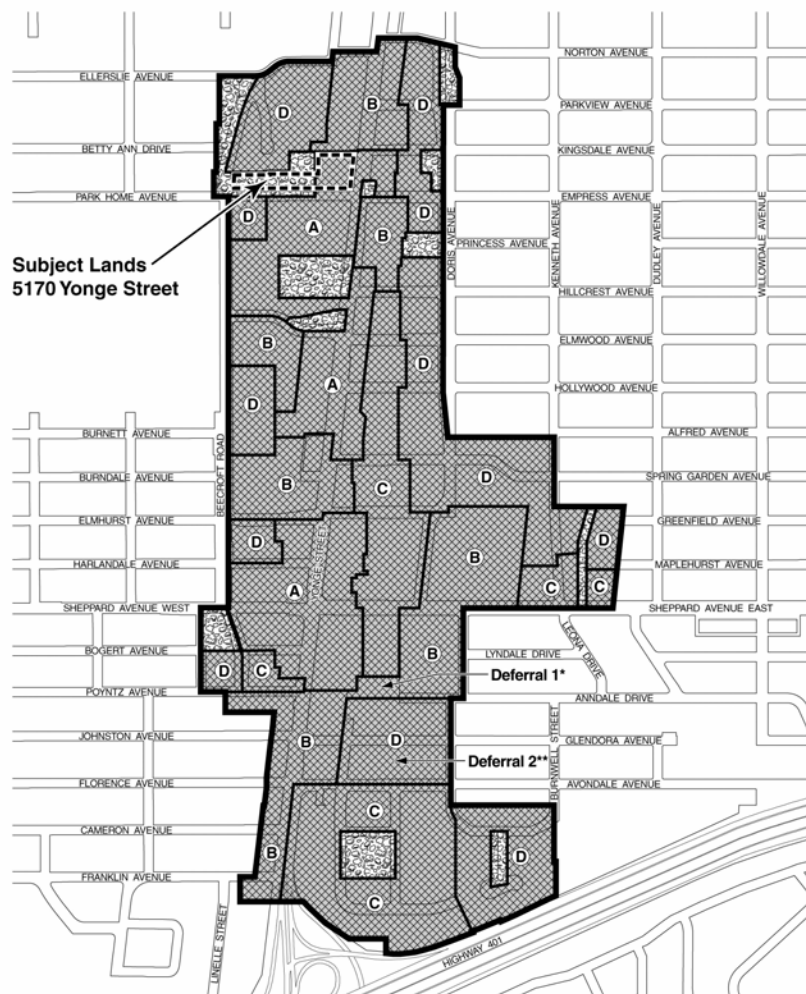 NORTON AVENUE
ELLERSLIE AVENUE
D
B
D
PARKVIEW AVENUE
BETTY ANN DRIVE
KINGSDALE AVENUE
PARK HOME AVENUE
EMPRESS AVENUE
D
A
D
B
DORIS AVENUE
PRINCESS AVENUE
KENNETH AVENUE
DUDLEY AVENUE
WILLOWDALE AVENUE
Subject Lands
5170 Yonge Street
HILLCREST AVENUE
B
ELMWOOD AVENUE
A
D
D
HOLLYWOOD AVENUE
BURNETT AVENUE
ALFRED AVENUE
BEECROFT ROAD
BURNDALE AVENUE
B
C
D
SPRING GARDEN AVENUE
ELMHURST AVENUE
GREENFIELD AVENUE
D
D
YONGE STREET
B
HARLANDALE AVENUE
MAPLEHURST AVENUE
A
C
C
SHEPPARD AVENUE WEST
SHEPPARD AVENUE EAST
LEONA DRIVE
BOGERT AVENUE
LYNDALE DRIVE
D
C
B
Deferral 1*
POYNTZ AVENUE
ANNDALE DRIVE
JOHNSTON AVENUE
B
D
GLENDORA AVENUE
BURNWELL STREET
Deferral 2**
FLORENCE AVENUE
AVONDALE AVENUE
C
CAMERON AVENUE
B
D
FRANKLIN AVENUE
C
LINELLE STREET
HIGHWAY 401